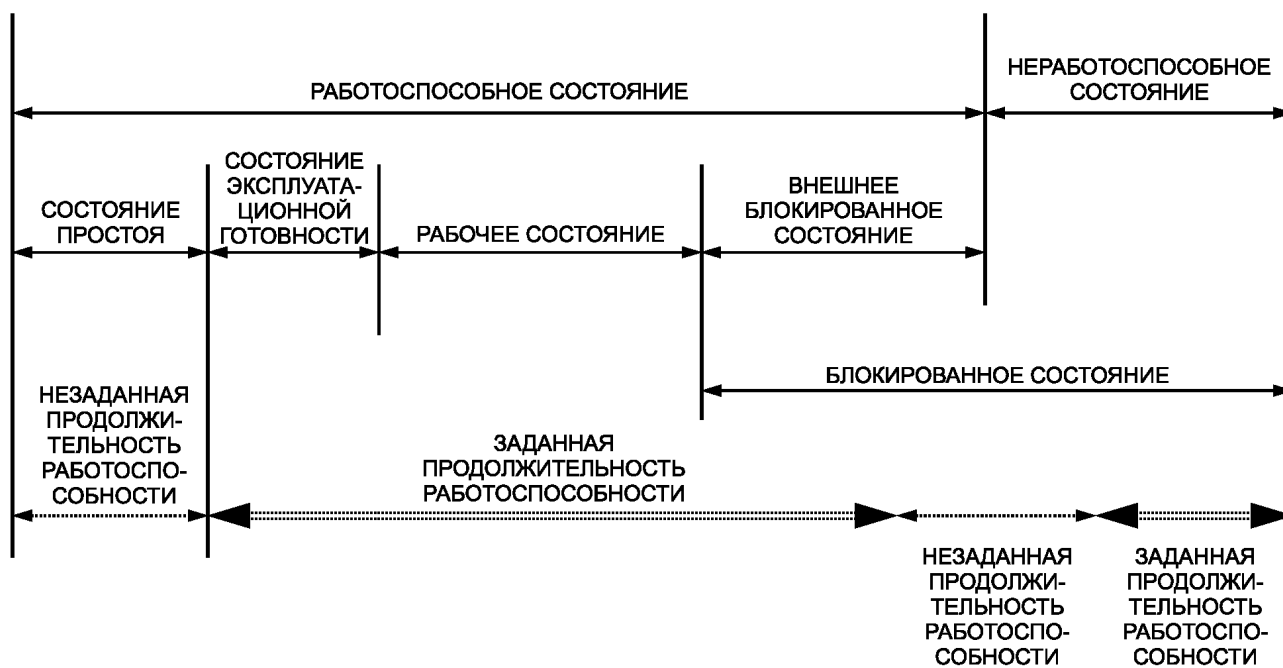 НЕРАБОТОСПОСОБНОЕ
СОСТОЯНИЕ
РАБОТОСПОСОБНОЕ СОСТОЯНИЕ
СОСТОЯНИЕ
ПРОСТОЯ
СОСТОЯНИЕ
ЭКСПЛУАТА-
ЦИОННОЙ
ГОТОВНОСТИ
РАБОЧЕЕ СОСТОЯНИЕ
ВНЕШНЕЕ
БЛОКИРОВАННОЕ
СОСТОЯНИЕ
БЛОКИРОВАННОЕ СОСТОЯНИЕ
НЕЗАДАННАЯ
ПРОДОЛЖИ-
ТЕЛЬНОСТЬ
РАБОТОСПО-
СОБНОСТИ
ЗАДАННАЯ
ПРОДОЛЖИТЕЛЬНОСТЬ
РАБОТОСПОСОБНОСТИ
НЕЗАДАННАЯ
ПРОДОЛЖИ-
ТЕЛЬНОСТЬ
РАБОТОСПО-
СОБНОСТИ
ЗАДАННАЯ
ПРОДОЛЖИ-
ТЕЛЬНОСТЬ
РАБОТОСПО-
СОБНОСТИ